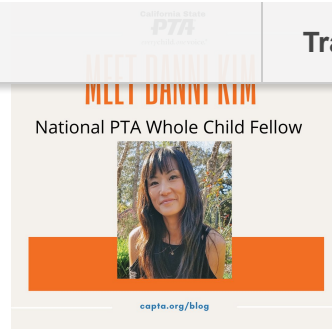 California State
PTA
Tra
MEET DANNI KIM
National PTA Whole Child Fellow
capta.org/blog